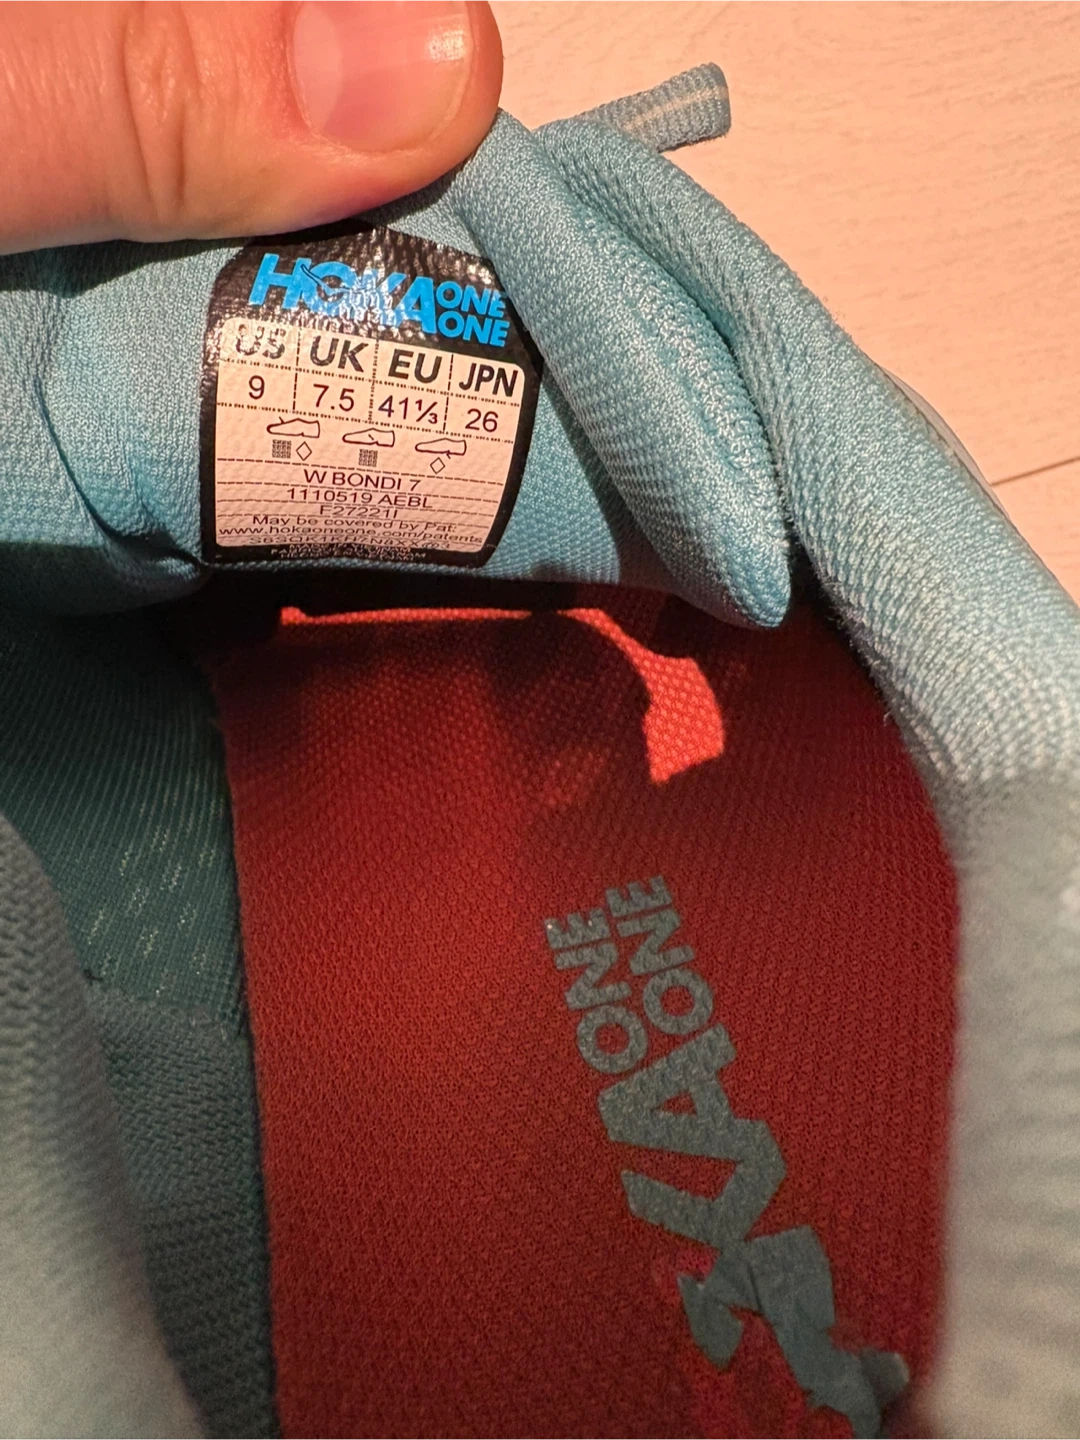 HOKA ONE ONE
US UK EU JPN
9 7.5 41⅓ 26
W BONDI 7
1110519 AEBL
F27221I
May be covered by Pat:
www.hokaoneone.com/patents
ONE ONE